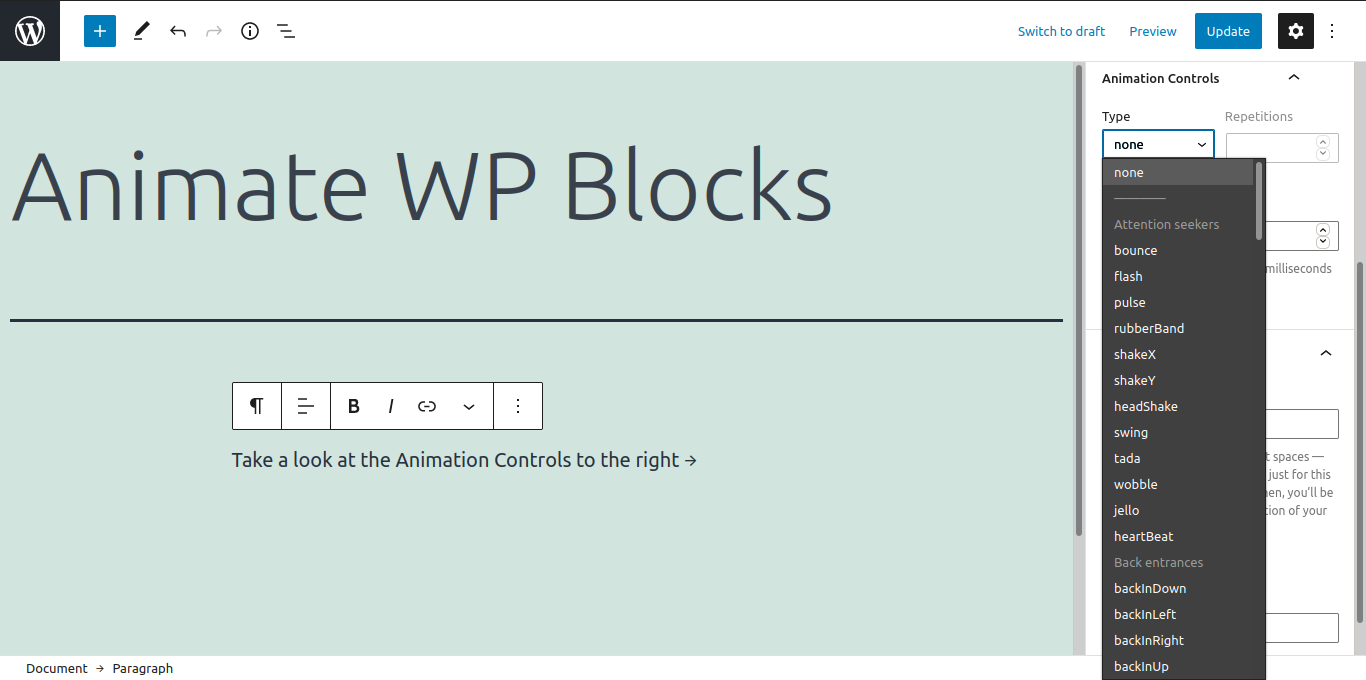 Switch to draft
Preview
Update
Animate WP Blocks
B I
Take a look at the Animation Controls to the right →
Document → Paragraph
Animation Controls
Type
Repetitions
none
none
Attention seekers
bounce
flash
pulse
rubberBand
shakeX
shakeY
headShake
swing
tada
wobble
jello
heartBeat
Back entrances
backInDown
backInLeft
backInRight
backInUp
milliseconds
spaces —
just for this
you'll be
of your